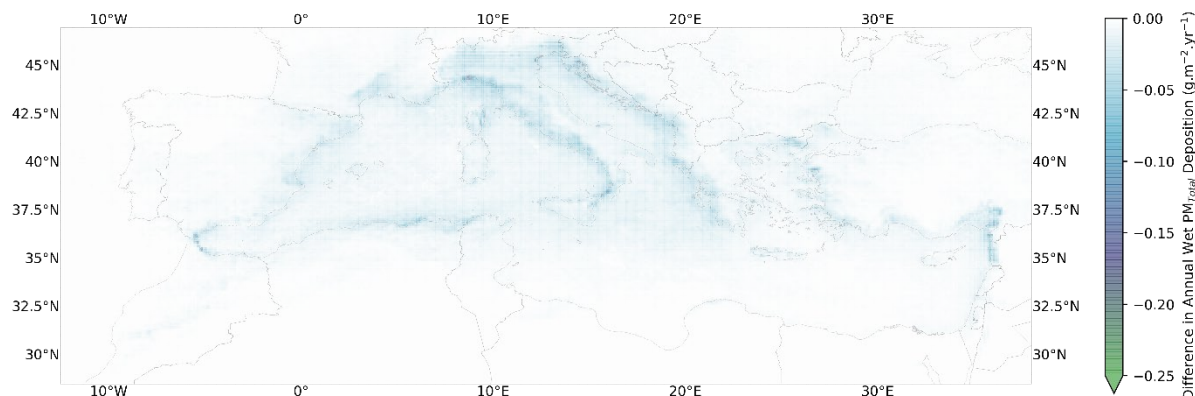 10°W 0° 10°E 20°E 30°E
45°N 45°N
42.5°N 42.5°N
40°N 40°N
37.5°N 37.5°N
35°N 35°N
32.5°N 32.5°N
30°N 30°N
10°W 0° 10°E 20°E 30°E
0.00
−0.05
−0.10
−0.15
−0.20
−0.25
Difference in Annual Wet PM_Total Deposition (g.m⁻².yr⁻¹)